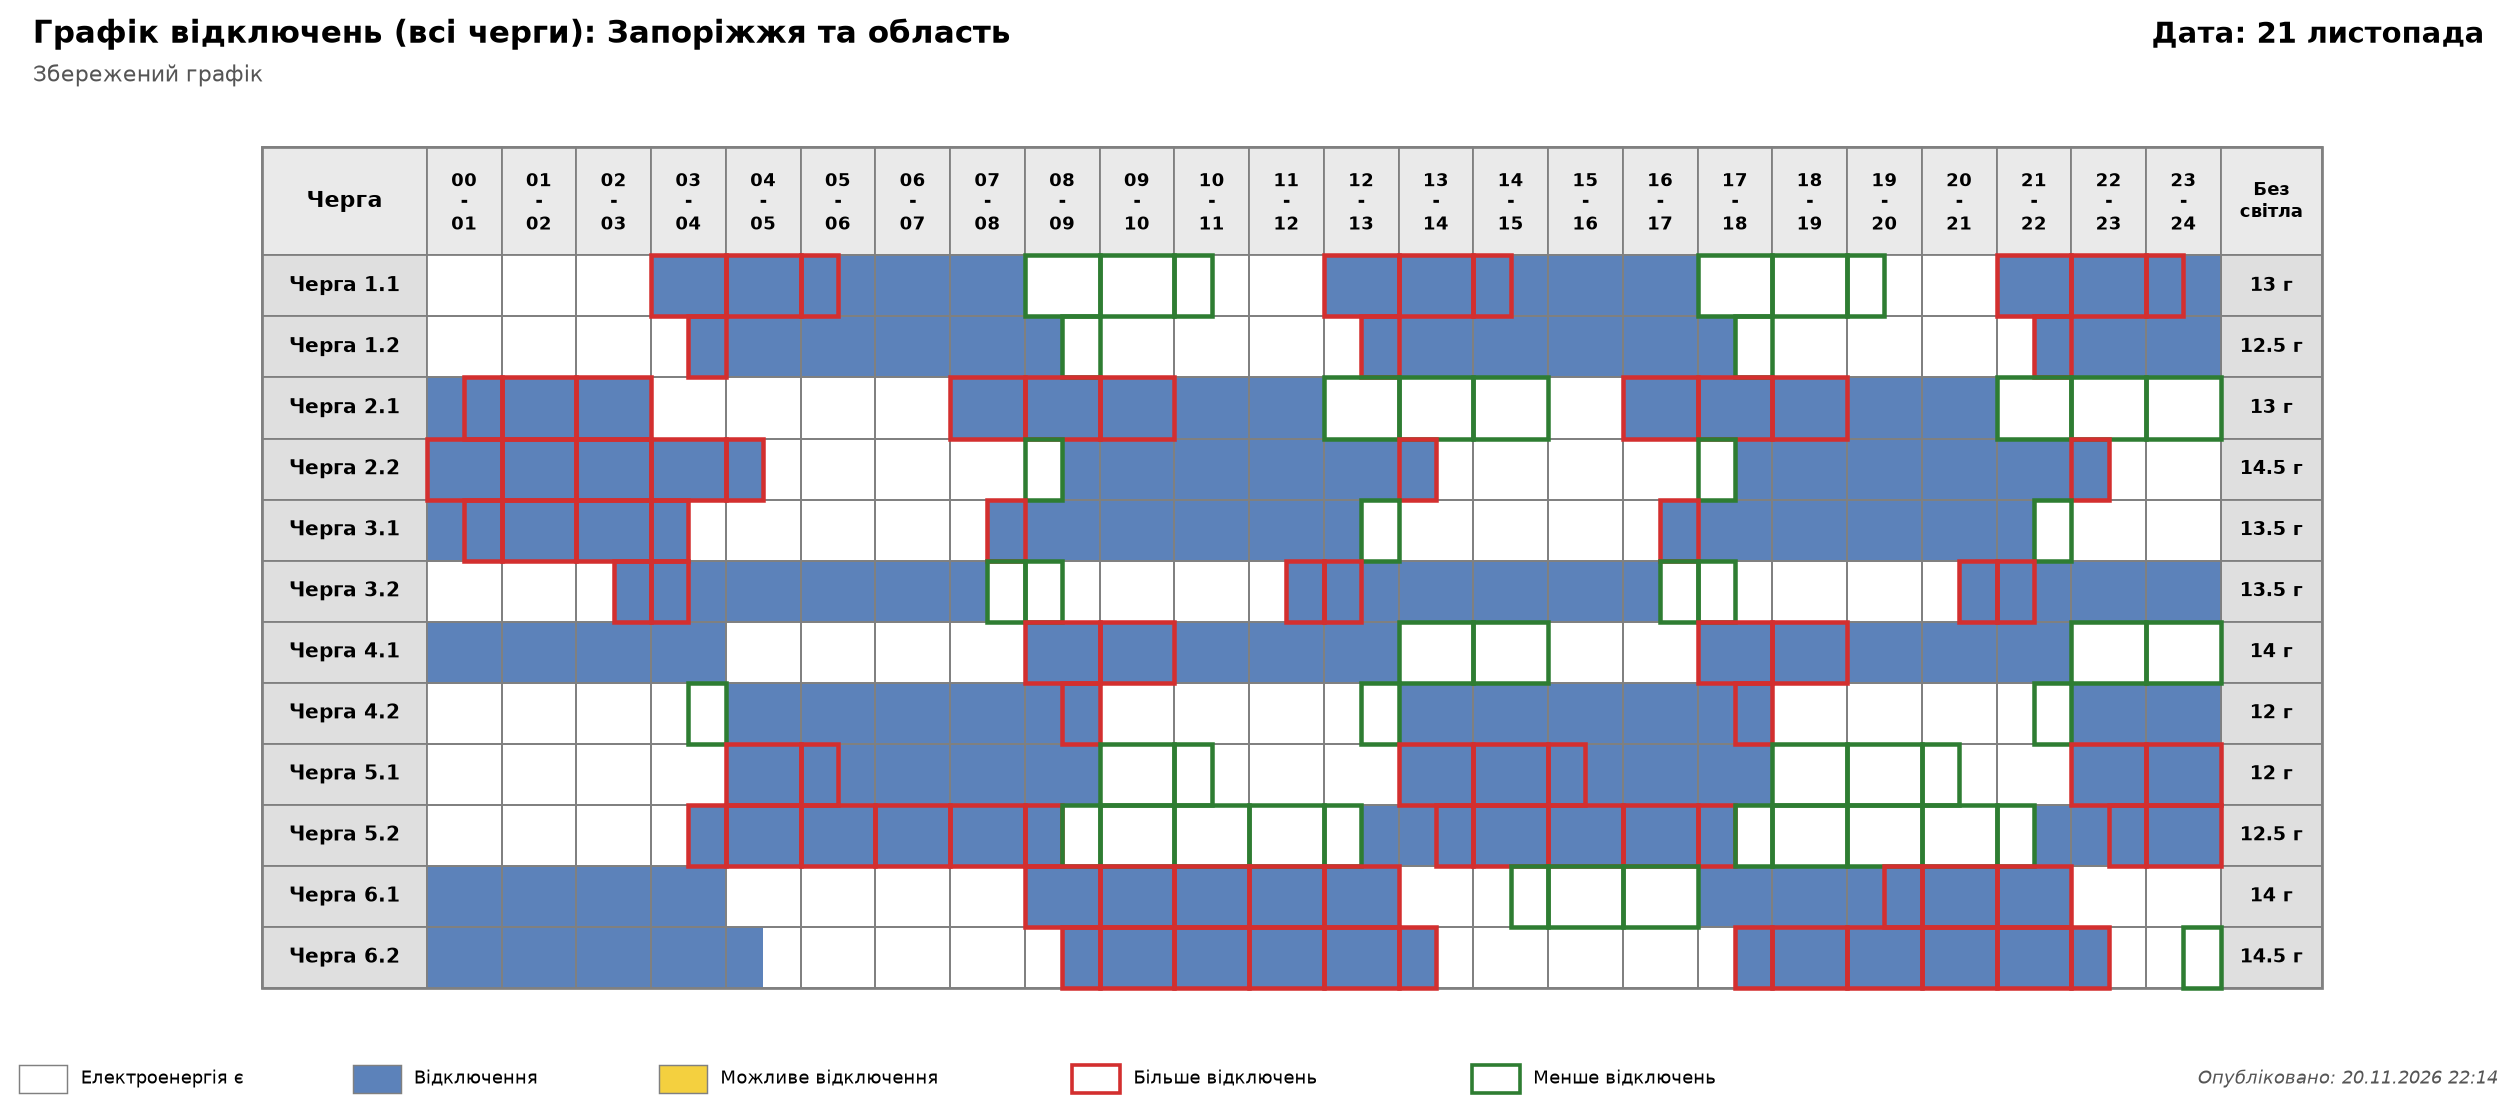 Графік відключень (всі черги): Запоріжжя та область
Дата: 21 листопада
Збережений графік
Черга 00 - 01 01 - 02 02 - 03 03 - 04 04 - 05 05 - 06 06 - 07 07 - 08 08 - 09 09 - 10 10 - 11 11 - 12 12 - 13 13 - 14 14 - 15 15 - 16 16 - 17 17 - 18 18 - 19 19 - 20 20 - 21 21 - 22 22 - 23 23 - 24 Без світла
Черга 1.1 13 г
Черга 1.2 12.5 г
Черга 2.1 13 г
Черга 2.2 14.5 г
Черга 3.1 13.5 г
Черга 3.2 13.5 г
Черга 4.1 14 г
Черга 4.2 12 г
Черга 5.1 12 г
Черга 5.2 12.5 г
Черга 6.1 14 г
Черга 6.2 14.5 г
Електроенергія є Відключення Можливе відключення Більше відключень Менше відключень Опубліковано: 20.11.2026 22:14